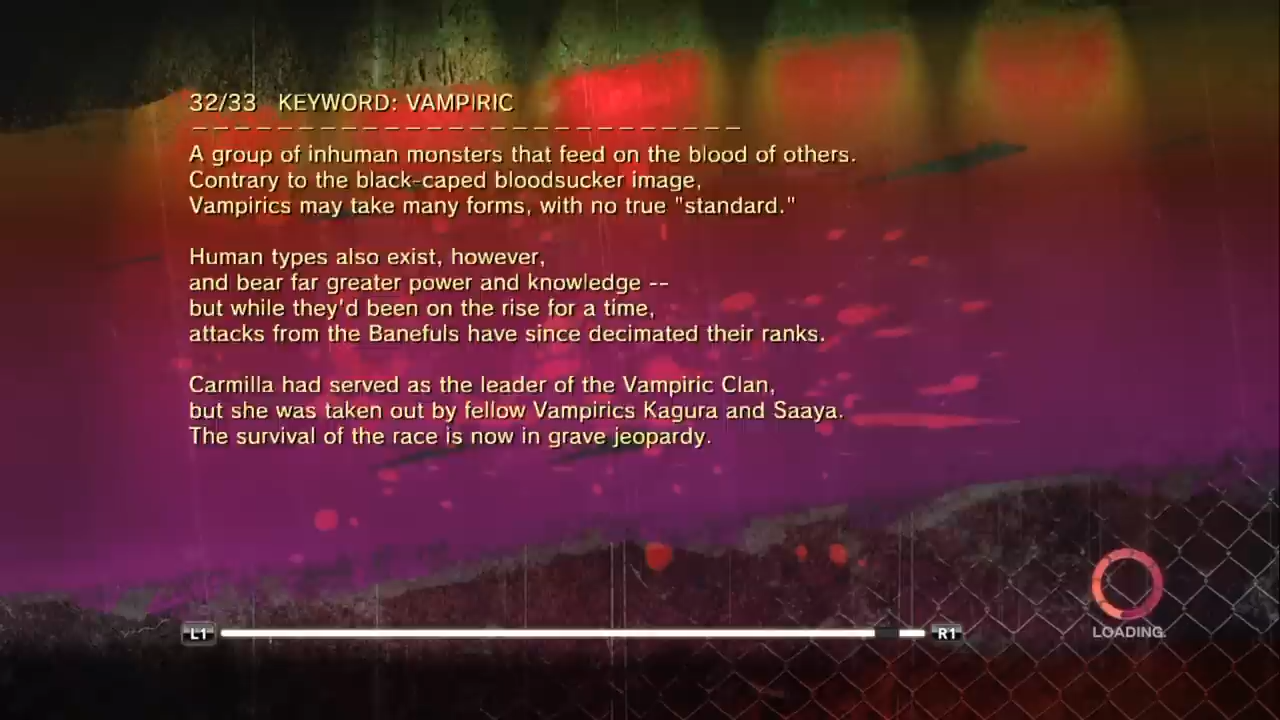 32/33 KEYWORD: VAMPIRIC
A group of inhuman monsters that feed on the blood of others.
Contrary to the black-caped bloodsucker image,
Vampirics may take many forms, with no true "standard."
Human types also exist, however,
and bear far greater power and knowledge --
but while they'd been on the rise for a time,
attacks from the Banefuls have since decimated their ranks.
Carmilla had served as the leader of the Vampiric Clan,
but she was taken out by fellow Vampirics Kagura and Saaya.
The survival of the race is now in grave jeopardy.
L1 R1
LOADING.